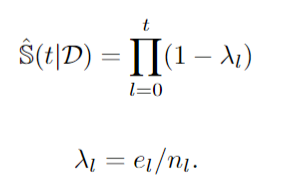 Ŝ(t|𝒟) = ∏_{l=0}^{t} (1 − λ_l)
λ_l = e_l/n_l.